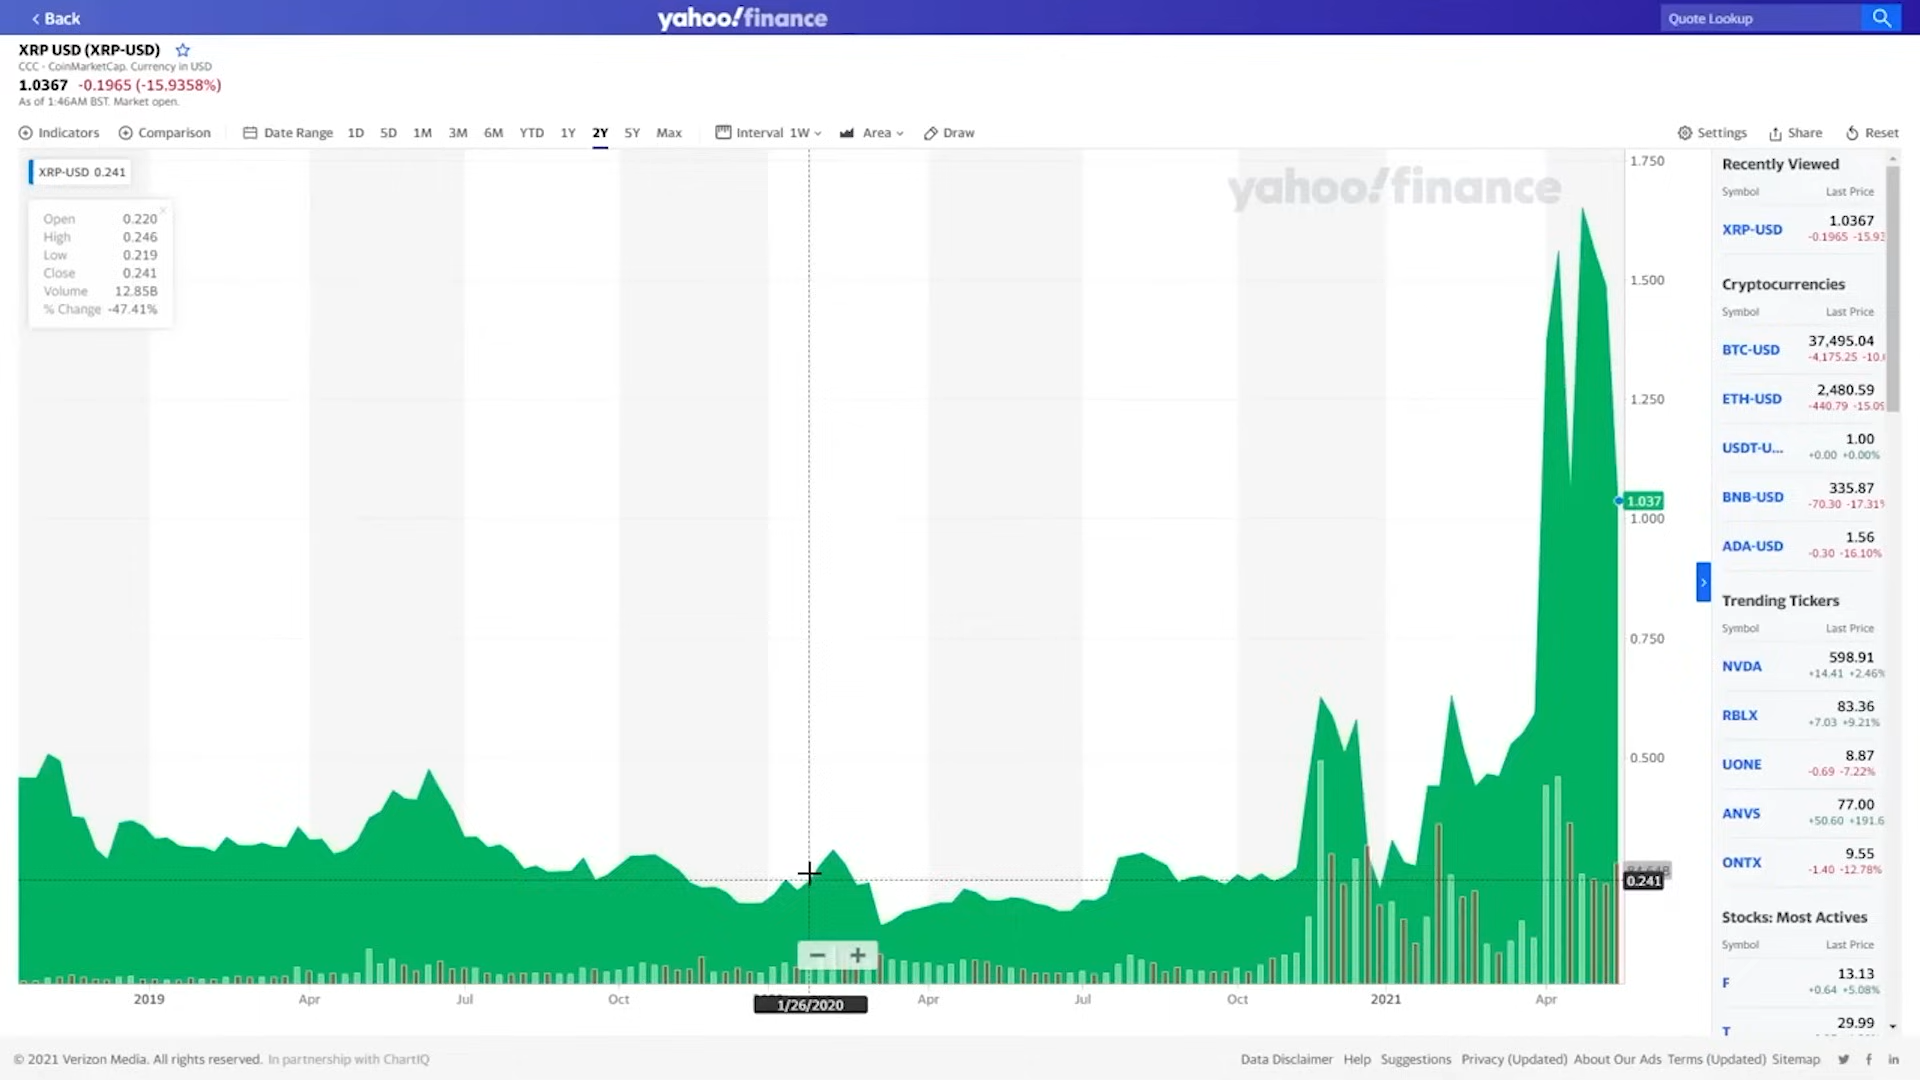 Back
yahoo!finance
Quote Lookup
XRP USD (XRP-USD)
CCC - CoinMarketCap. Currency in USD
1.0367 -0.1965 (-15.9358%)
As of 1:46AM BST. Market open.
Indicators Comparison Date Range 1D 5D 1M 3M 6M YTD 1Y 2Y 5Y Max Interval 1W Area Draw Settings Share Reset
XRP-USD 0.241
Open 0.220
High 0.246
Low 0.219
Close 0.241
Volume 12.85B
% Change -47.41%
yahoo!finance
1.750
1.500
1.250
1.037
1.000
0.750
0.500
0.241
2019 Apr Jul Oct 1/26/2020 Apr Jul Oct 2021 Apr
Recently Viewed
Symbol Last Price
XRP-USD 1.0367
-0.1965 -15.93
Cryptocurrencies
Symbol Last Price
BTC-USD 37,495.04
-4,175.25 -10.
ETH-USD 2,480.59
-440.79 -15.09
USDT-U... 1.00
+0.00 +0.00%
BNB-USD 335.87
-70.30 -17.31%
ADA-USD 1.56
-0.30 -16.10%
Trending Tickers
Symbol Last Price
NVDA 598.91
+14.41 +2.46%
RBLX 83.36
+7.03 +9.21%
UONE 8.87
-0.69 -7.22%
ANVS 77.00
+50.60 +191.6
ONTX 9.55
-1.40 -12.78%
Stocks: Most Actives
Symbol Last Price
F 13.13
+0.64 +5.08%
T 29.99
© 2021 Verizon Media. All rights reserved. In partnership with ChartIQ
Data Disclaimer Help Suggestions Privacy (Updated) About Our Ads Terms (Updated) Sitemap